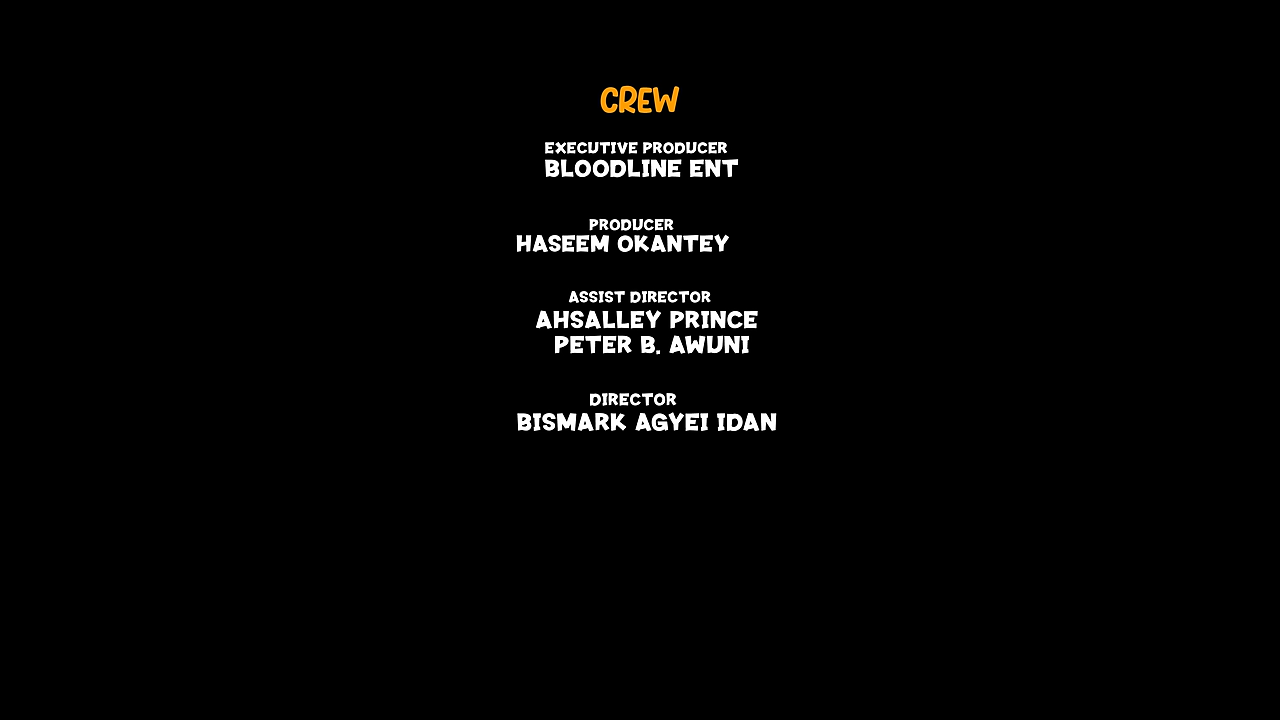 CREW
EXECUTIVE PRODUCER
BLOODLINE ENT
PRODUCER
HASEEM OKANTEY
ASSIST DIRECTOR
AHSALLEY PRINCE
PETER B. AWUNI
DIRECTOR
BISMARK AGYEI IDAN